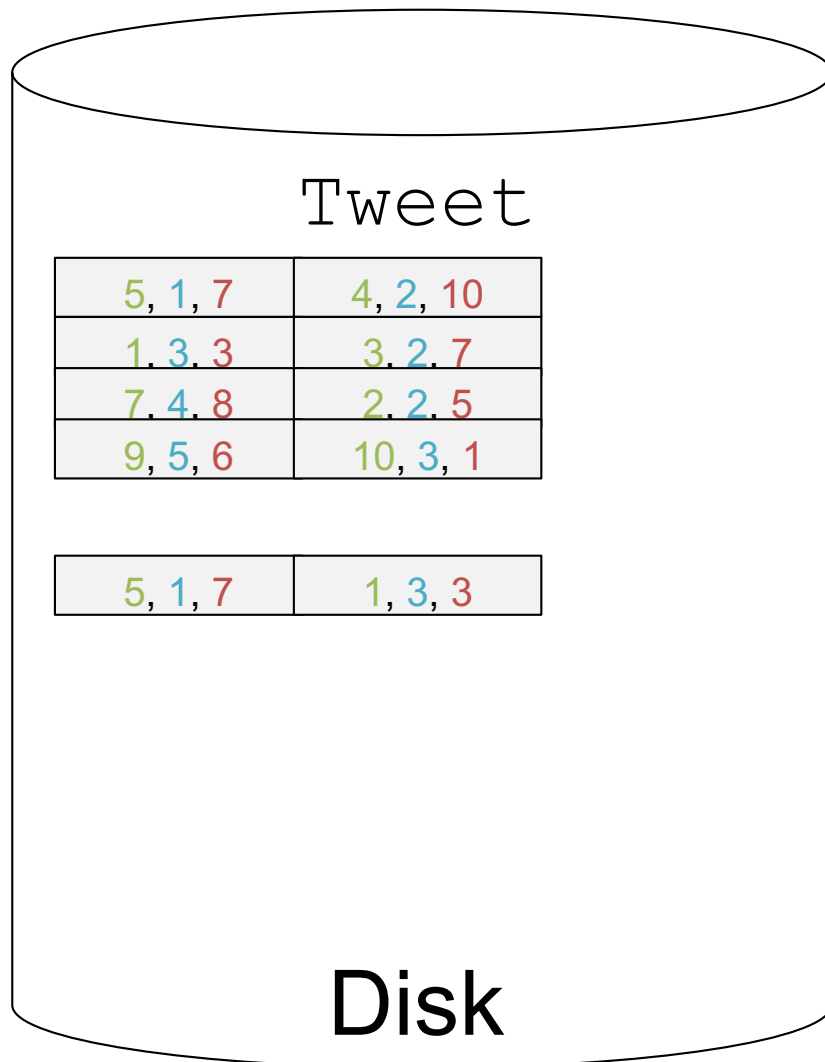 Tweet
5, 1, 7 4, 2, 10
1, 3, 3 3, 2, 7
7, 4, 8 2, 2, 5
9, 5, 6 10, 3, 1
5, 1, 7 1, 3, 3
Disk